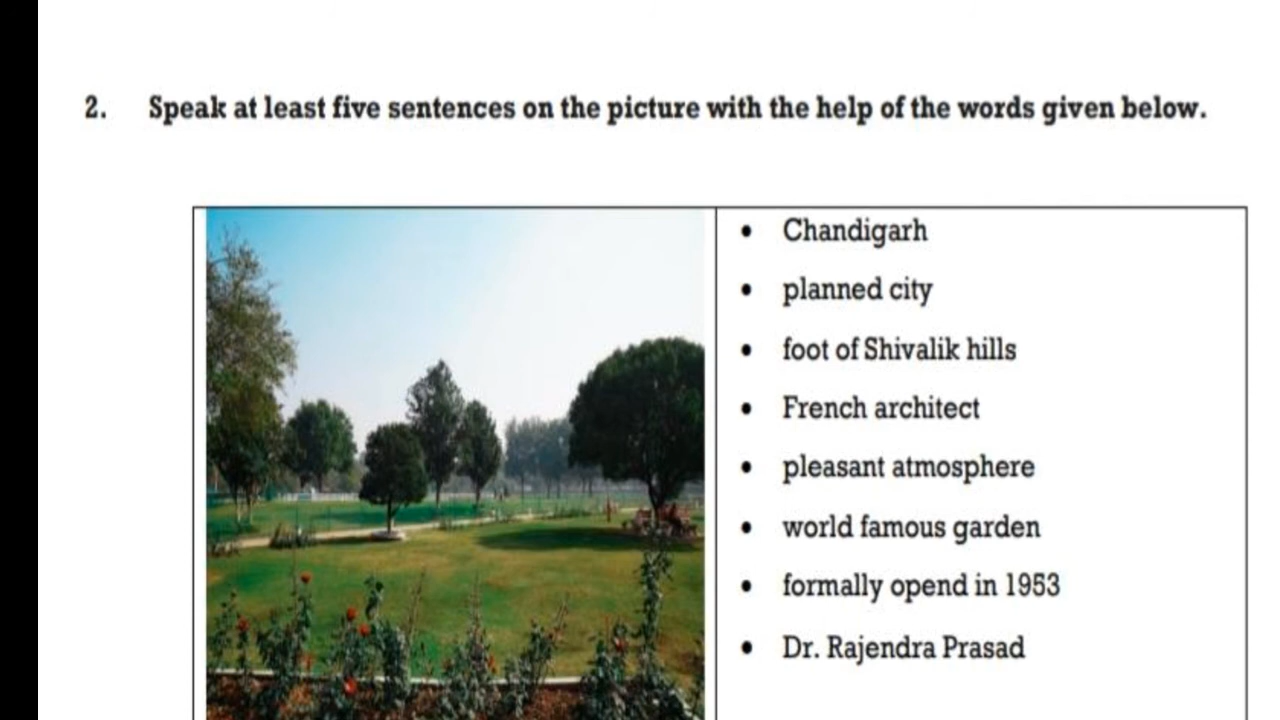 2. Speak at least five sentences on the picture with the help of the words given below.
• Chandigarh
• planned city
• foot of Shivalik hills
• French architect
• pleasant atmosphere
• world famous garden
• formally opend in 1953
• Dr. Rajendra Prasad